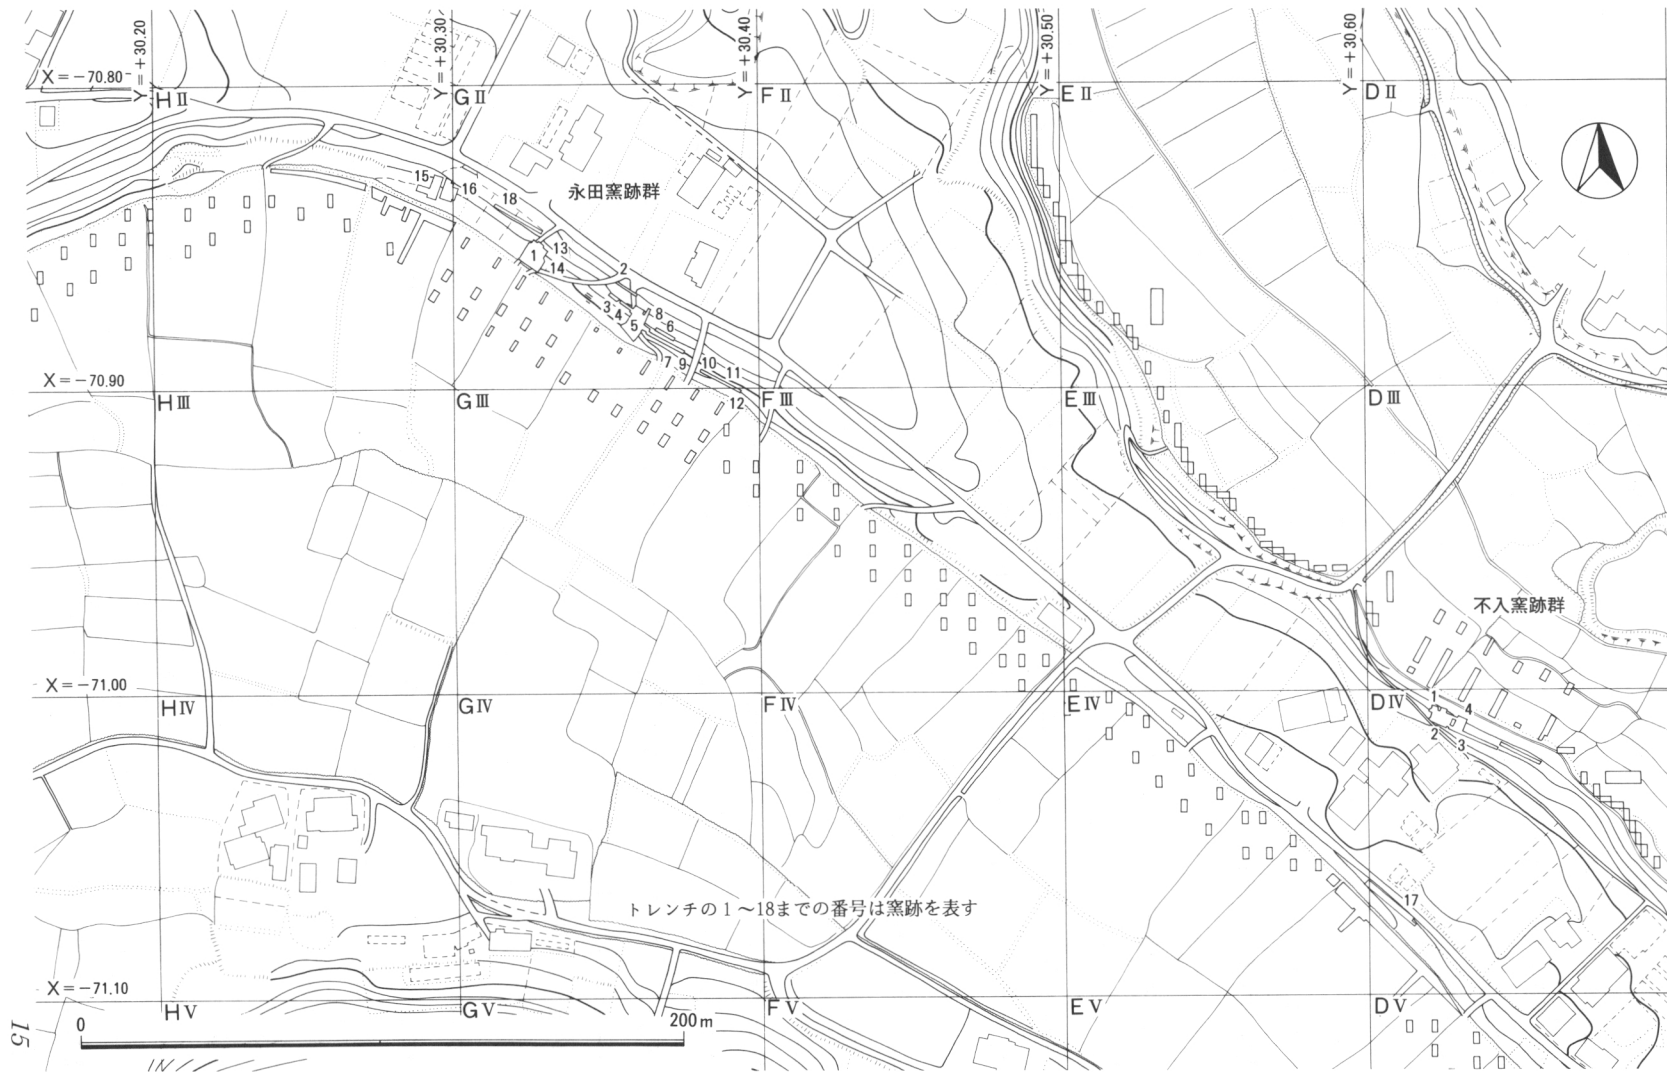 Y=+30.20
Y=+30.30
Y=+30.40
Y=+30.50
Y=+30.60
X=-70.80
HⅡ
GⅡ
FⅡ
EⅡ
DⅡ
15
16
18
永田窯跡群
1
13
14
2
3
4
5
8
6
7
9
10
11
12
X=-70.90
HⅢ
GⅢ
FⅢ
EⅢ
DⅢ
不入窯跡群
X=-71.00
HⅣ
GⅣ
FⅣ
EⅣ
DⅣ
1
4
2
3
17
トレンチの1〜18までの番号は窯跡を表す
X=-71.10
HⅤ
GⅤ
FⅤ
EⅤ
DⅤ
0
200m
15